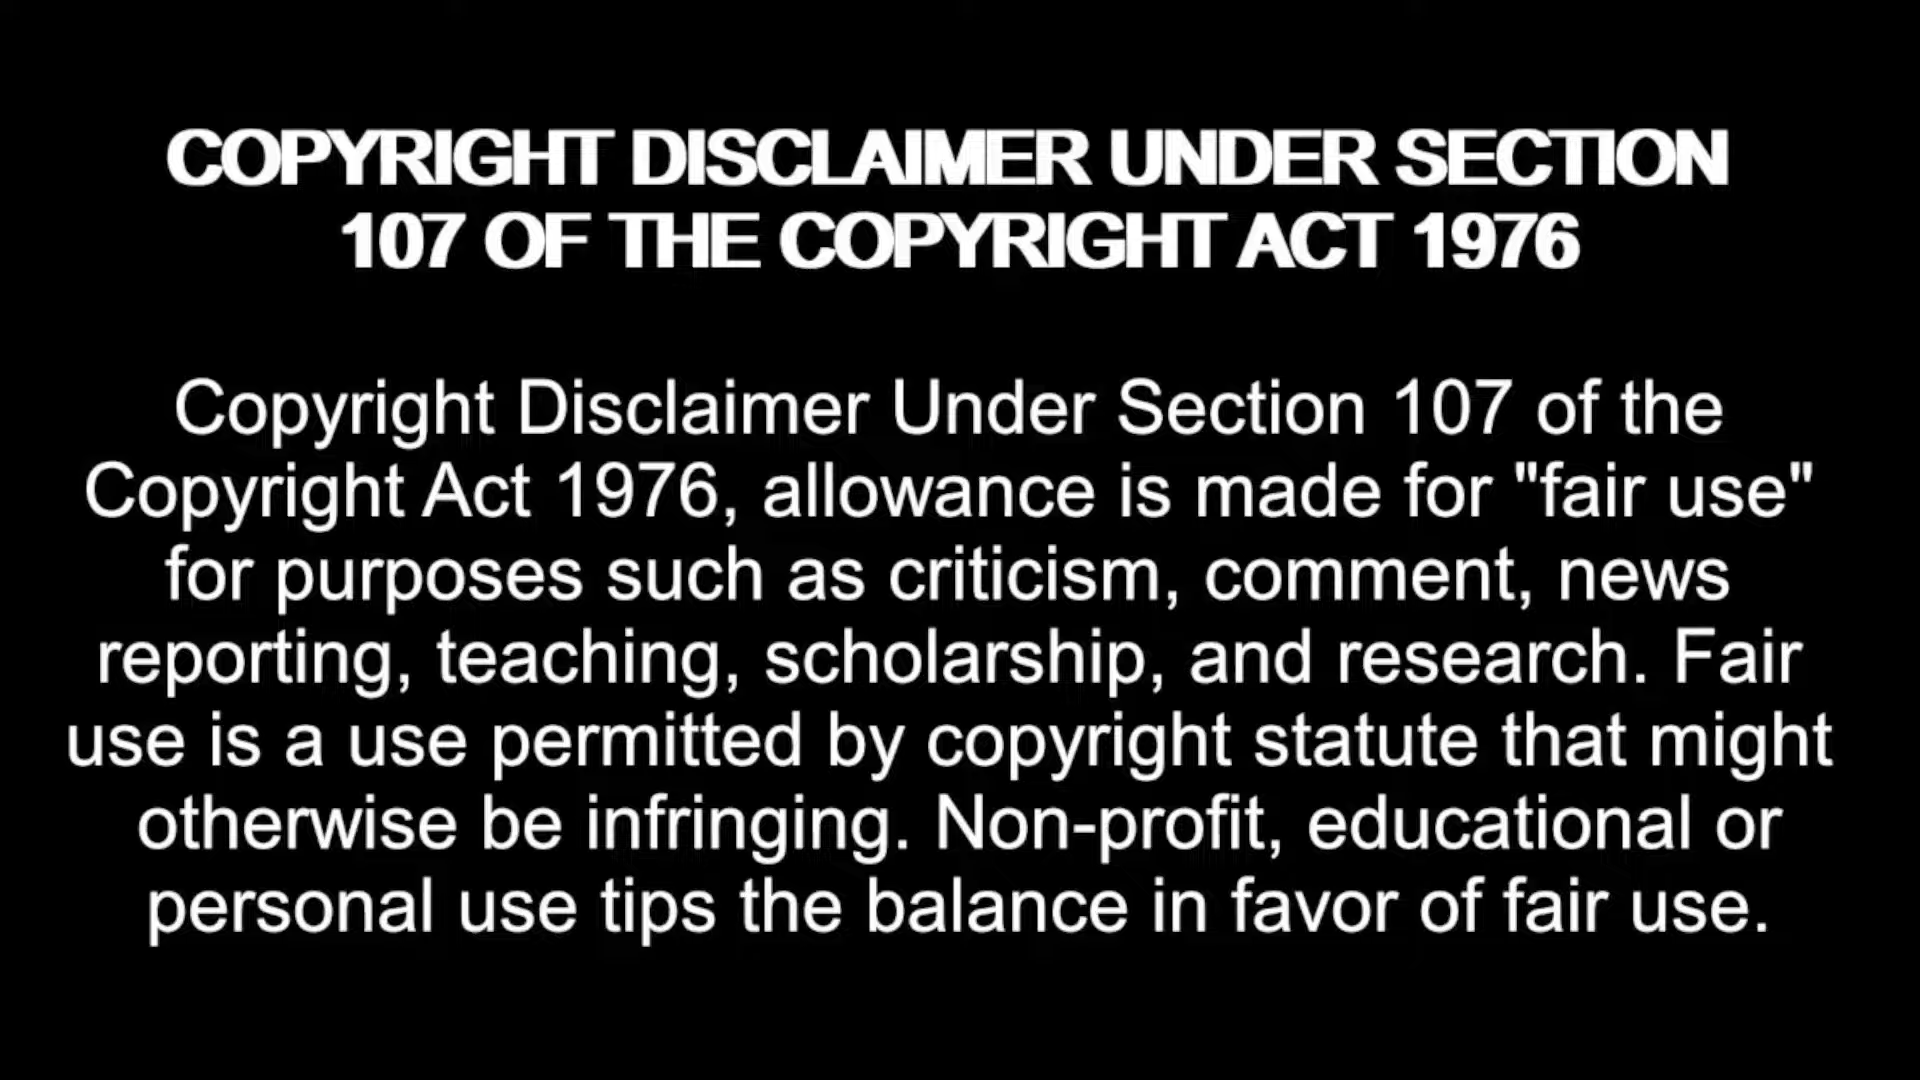 COPYRIGHT DISCLAIMER UNDER SECTION
107 OF THE COPYRIGHT ACT 1976
Copyright Disclaimer Under Section 107 of the
Copyright Act 1976, allowance is made for "fair use"
for purposes such as criticism, comment, news
reporting, teaching, scholarship, and research. Fair
use is a use permitted by copyright statute that might
otherwise be infringing. Non-profit, educational or
personal use tips the balance in favor of fair use.